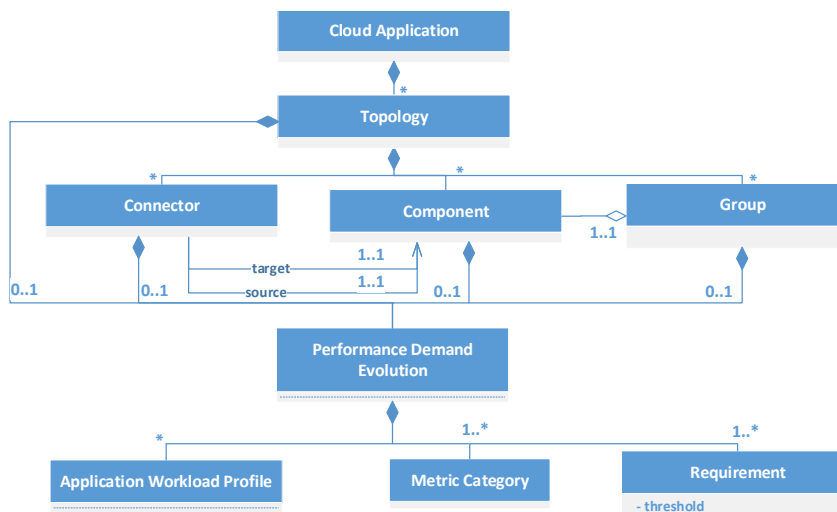 Cloud Application
*
Topology
*
*
*
Connector
Component
Group
1..1
1..1
target
1..1
source
0..1
0..1
0..1
0..1
Performance Demand
Evolution
*
1..*
1..*
Application Workload Profile
Metric Category
Requirement
- threshold